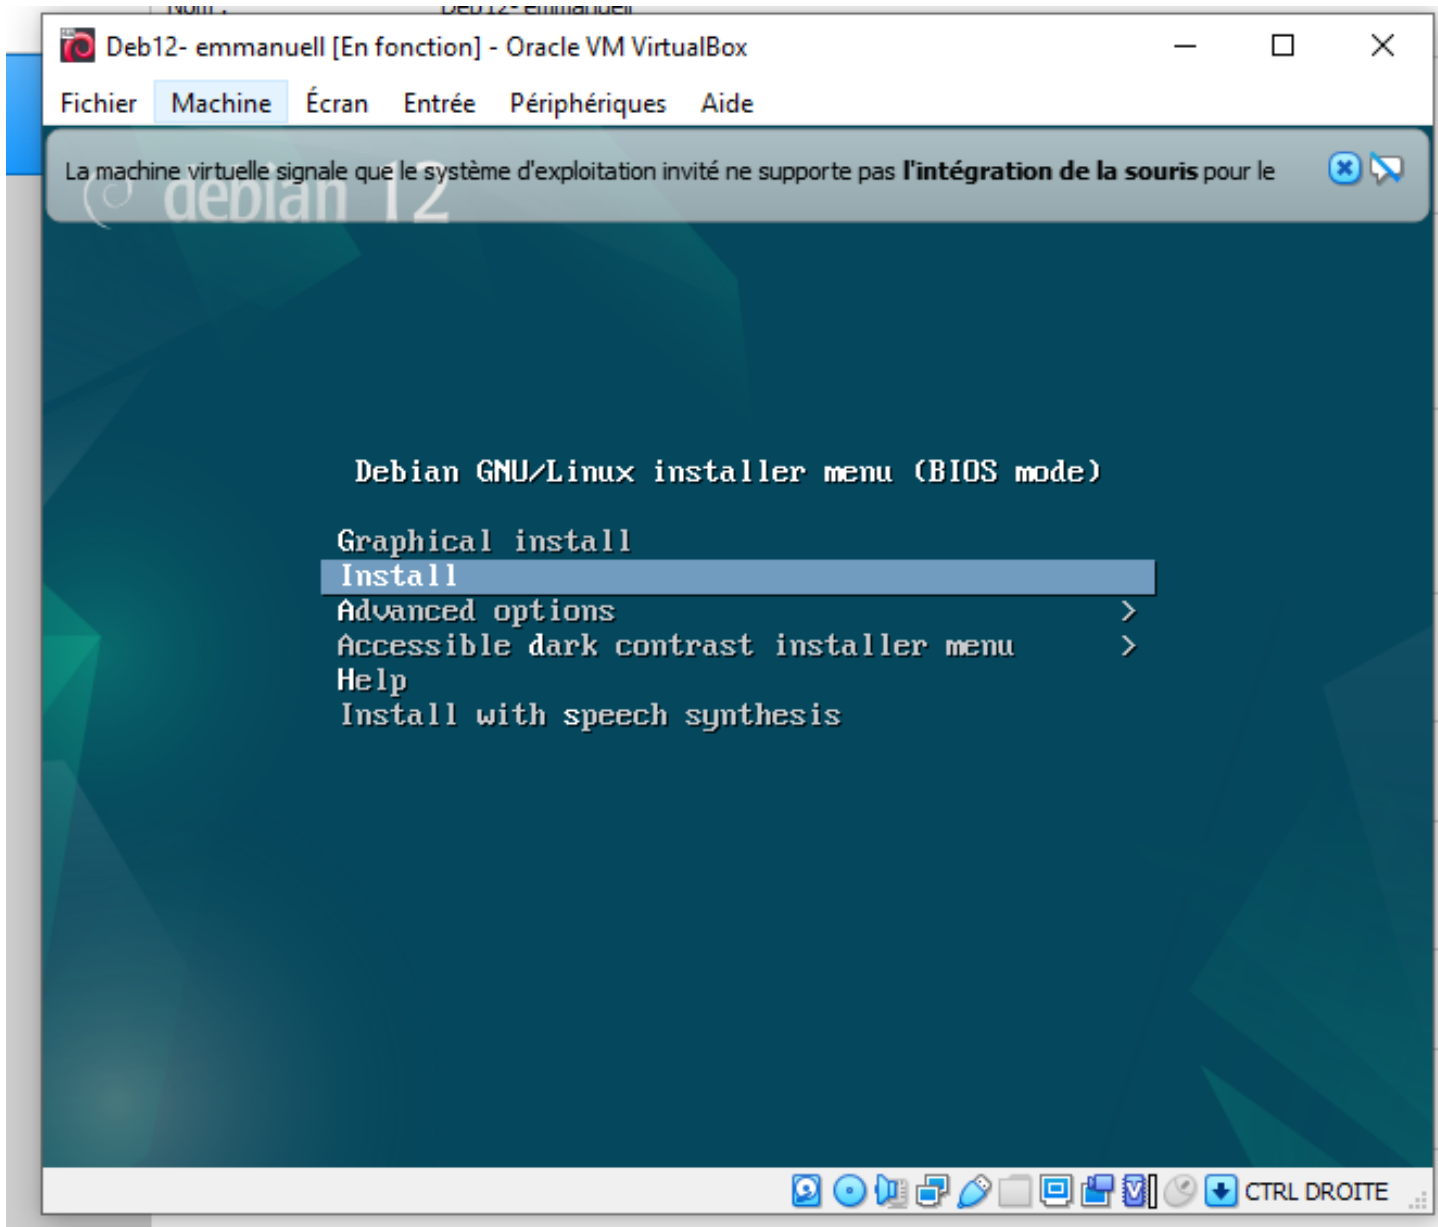 Nom :
Deb12- emmanuell
Deb12- emmanuell [En fonction] - Oracle VM VirtualBox
Fichier Machine Écran Entrée Périphériques Aide
La machine virtuelle signale que le système d'exploitation invité ne supporte pas l'intégration de la souris pour le
debian 12
Debian GNU/Linux installer menu (BIOS mode)
Graphical install
Install
Advanced options >
Accessible dark contrast installer menu >
Help
Install with speech synthesis
CTRL DROITE